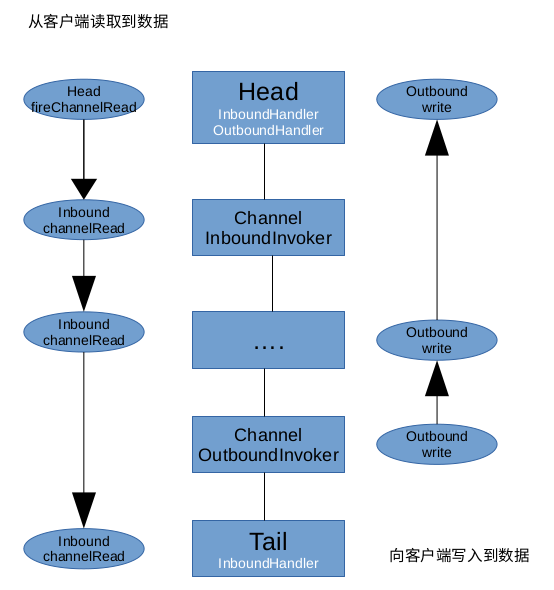 从客户端读取到数据
Head
fireChannelRead
Inbound
channelRead
Inbound
channelRead
Inbound
channelRead
Head
InboundHandler
OutboundHandler
Channel
InboundInvoker
....
Channel
OutboundInvoker
Tail
InboundHandler
Outbound
write
Outbound
write
Outbound
write
向客户端写入到数据